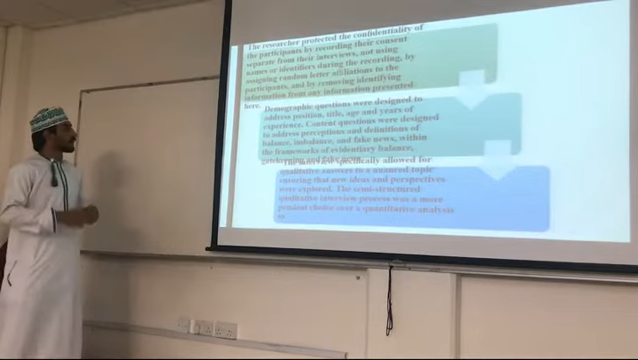 The researcher protected the confidentiality of
the participants by recording their consent
separate from their interviews, not using
names or identifiers during the recording, by
assigning random letter affiliations to the
participants, and by removing identifying
information from any information presented
here.
Demographic questions were designed to
address position, title, age and years of
experience. Content questions were designed
to address perceptions and definitions of
balance, imbalance, and fake news, within
the frameworks of evidentiary balance,
gatekeeping and fake news
specifically allowed for
qualitative answers to a nuanced topic
ensuring that new ideas and perspectives
were explored. The semi-structured
qualitative interview process was a more
prudent choice over a quantitative analysis